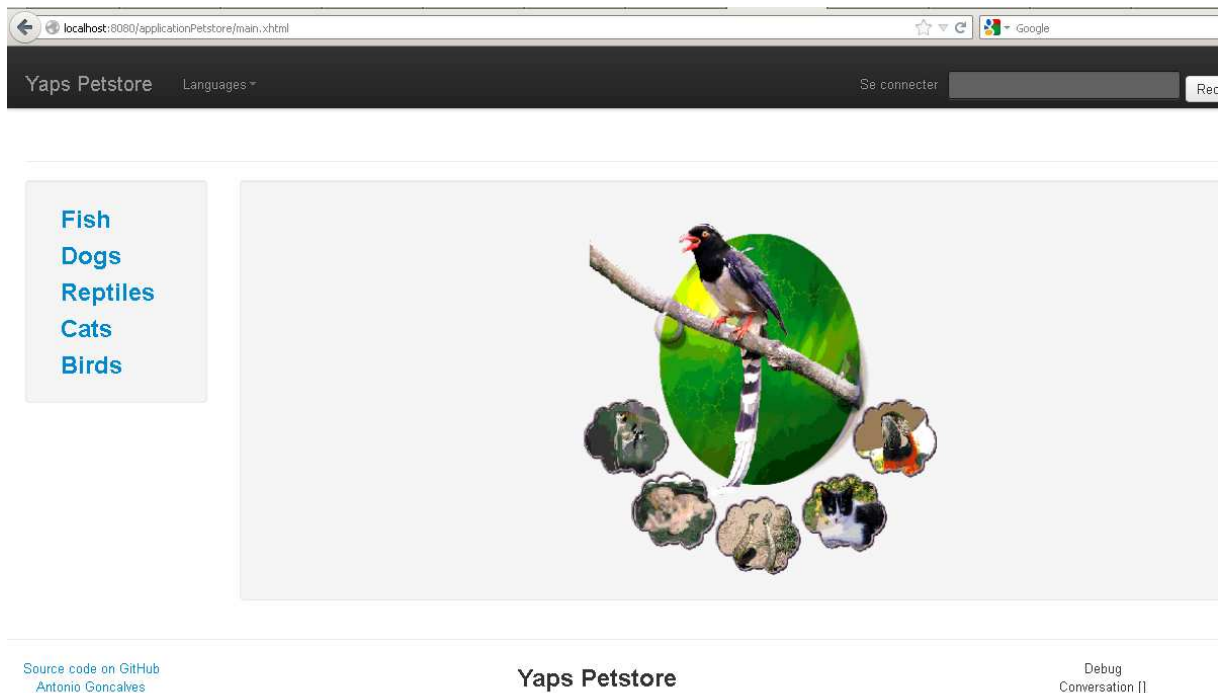 localhost:8080/applicationPetstore/main.xhtml
Google
Yaps Petstore
Languages
Se connecter
Rec
Fish
Dogs
Reptiles
Cats
Birds
Source code on GitHub
Antonio Goncalves
Yaps Petstore
Debug
Conversation []